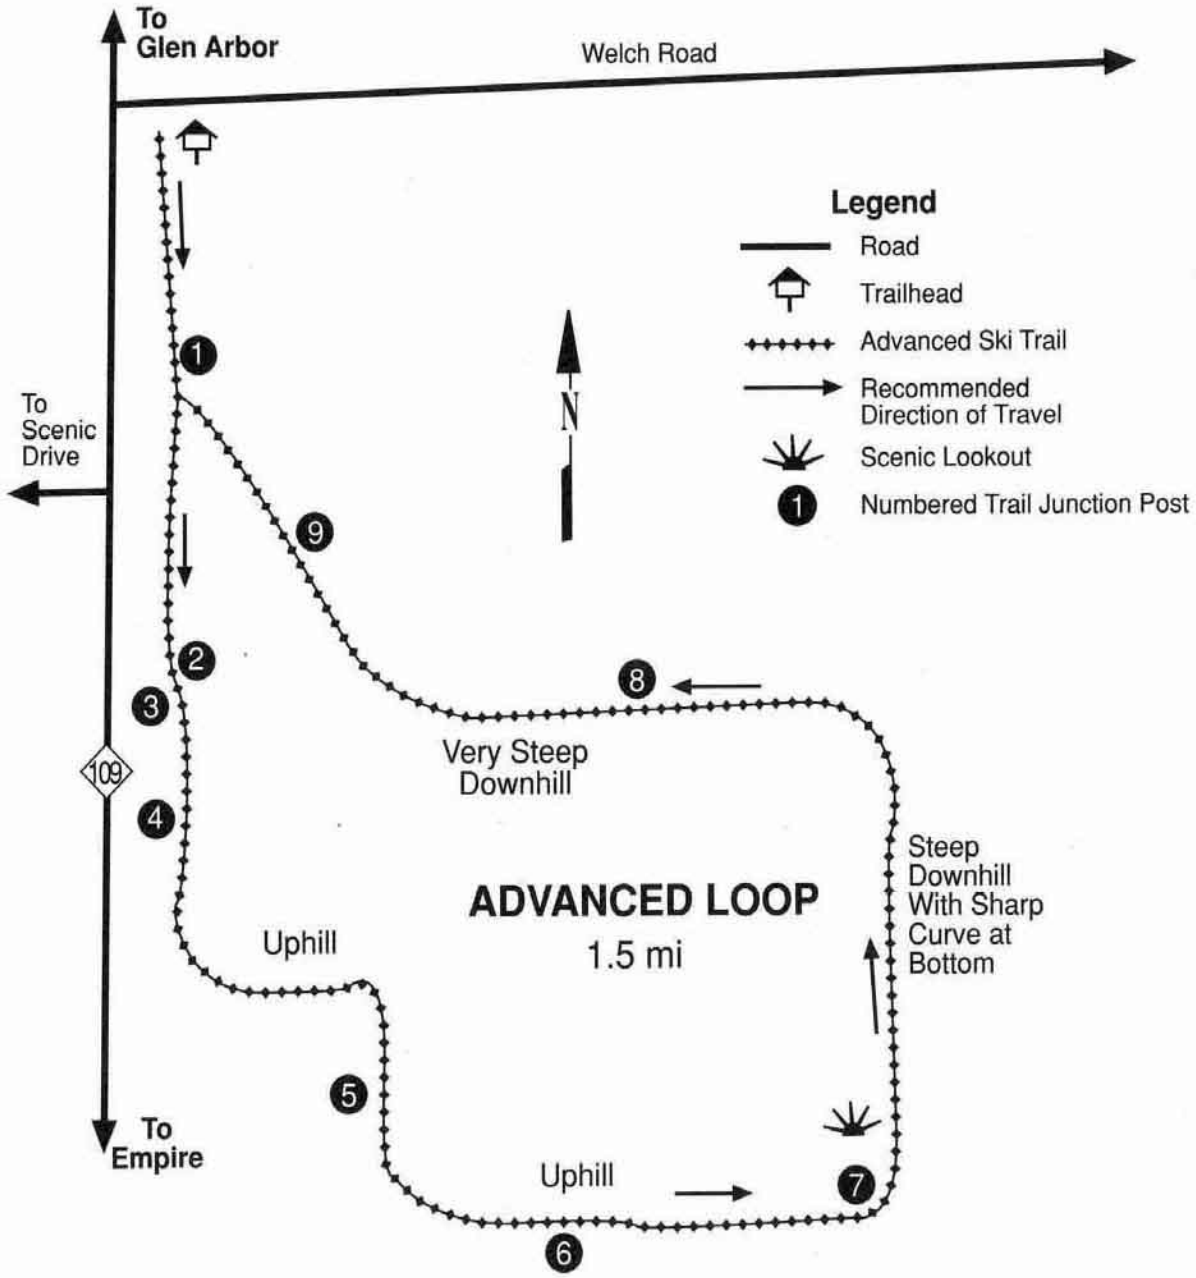 To
Glen Arbor
Welch Road
Legend
Road
Trailhead
Advanced Ski Trail
Recommended
Direction of Travel
Scenic Lookout
1 Numbered Trail Junction Post
N
To
Scenic
Drive
1
9
2
3
8
109
4
Very Steep
Downhill
Steep
Downhill
With Sharp
Curve at
Bottom
ADVANCED LOOP
1.5 mi
Uphill
5
To
Empire
Uphill
7
6